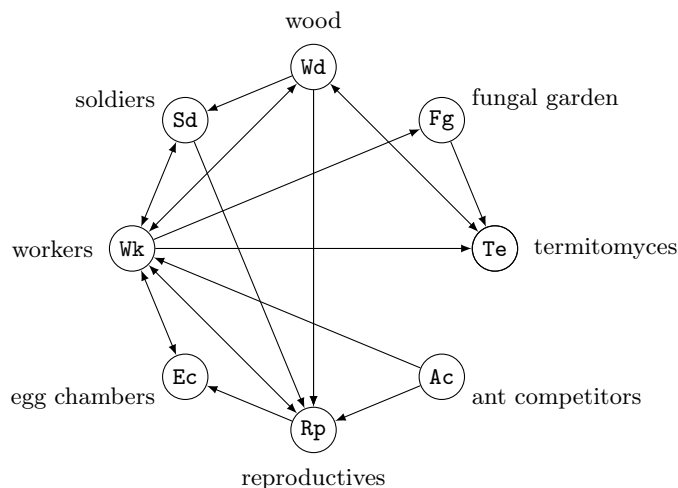 wood
Wd
soldiers
Sd
Fg
fungal garden
workers
Wk
Te
termitomyces
egg chambers
Ec
Ac
ant competitors
Rp
reproductives